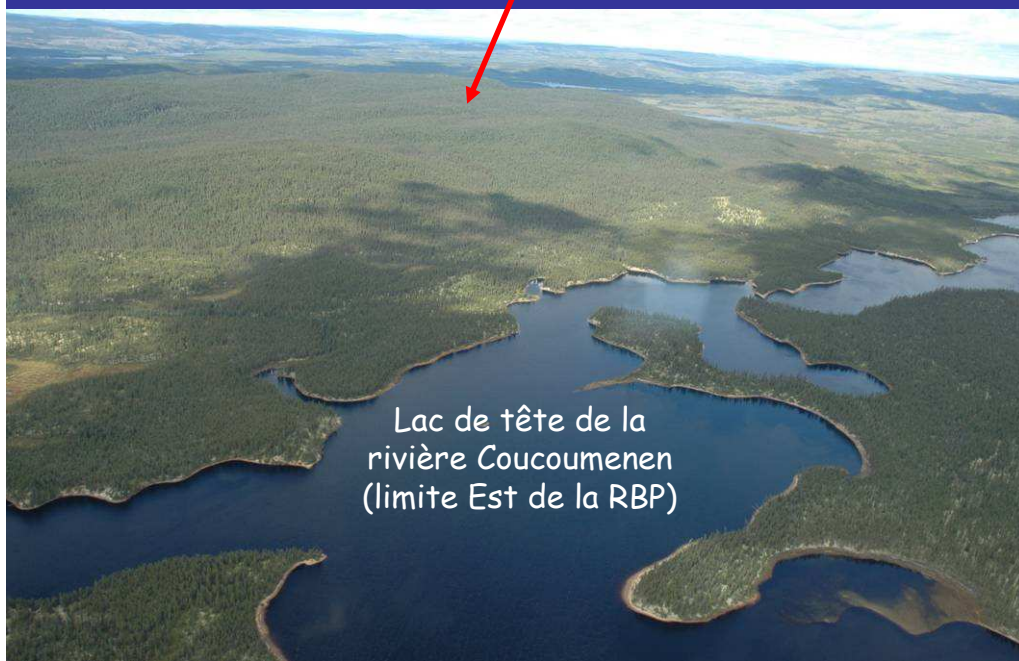 Lac de tête de la
rivière Coucoumenen
(limite Est de la RBP)